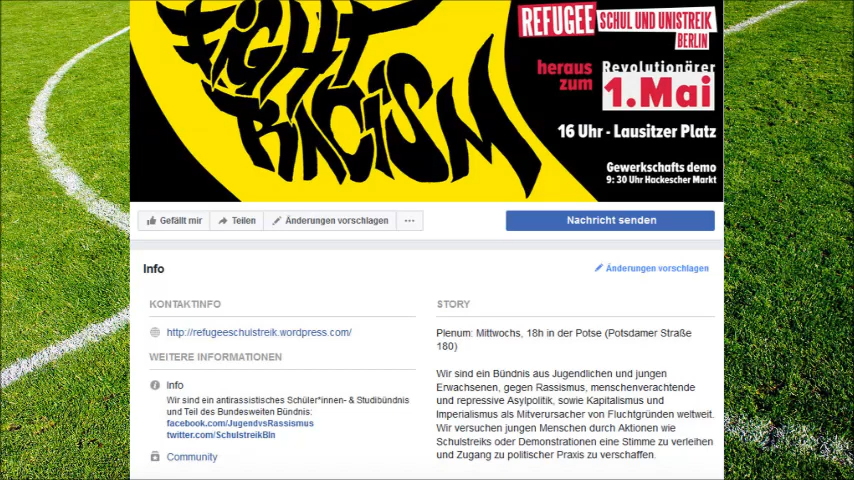 FIGHT
RACISM
REFUGEE SCHUL UND UNISTREIK
BERLIN
heraus
zum
Revolutionärer
1.Mai
16 Uhr - Lausitzer Platz
Gewerkschafts demo
9: 30 Uhr Hackescher Markt
Gefällt mir
Teilen
Änderungen vorschlagen
Nachricht senden
Info
Änderungen vorschlagen
KONTAKTINFO
http://refugeeschulstreik.wordpress.com/
WEITERE INFORMATIONEN
Info
Wir sind ein antirassistisches Schüler*innen- & Studibündnis
und Teil des Bundesweiten Bündnis:
facebook.com/JugendvsRassismus
twitter.com/SchulstreikBln
Community
STORY
Plenum: Mittwochs, 18h in der Potse (Potsdamer Straße
180)
Wir sind ein Bündnis aus Jugendlichen und jungen
Erwachsenen, gegen Rassismus, menschenverachtende
und repressive Asylpolitik, sowie Kapitalismus und
Imperialismus als Mitverursacher von Fluchtgründen weltweit.
Wir versuchen jungen Menschen durch Aktionen wie
Schulstreiks oder Demonstrationen eine Stimme zu verleihen
und Zugang zu politischer Praxis zu verschaffen.